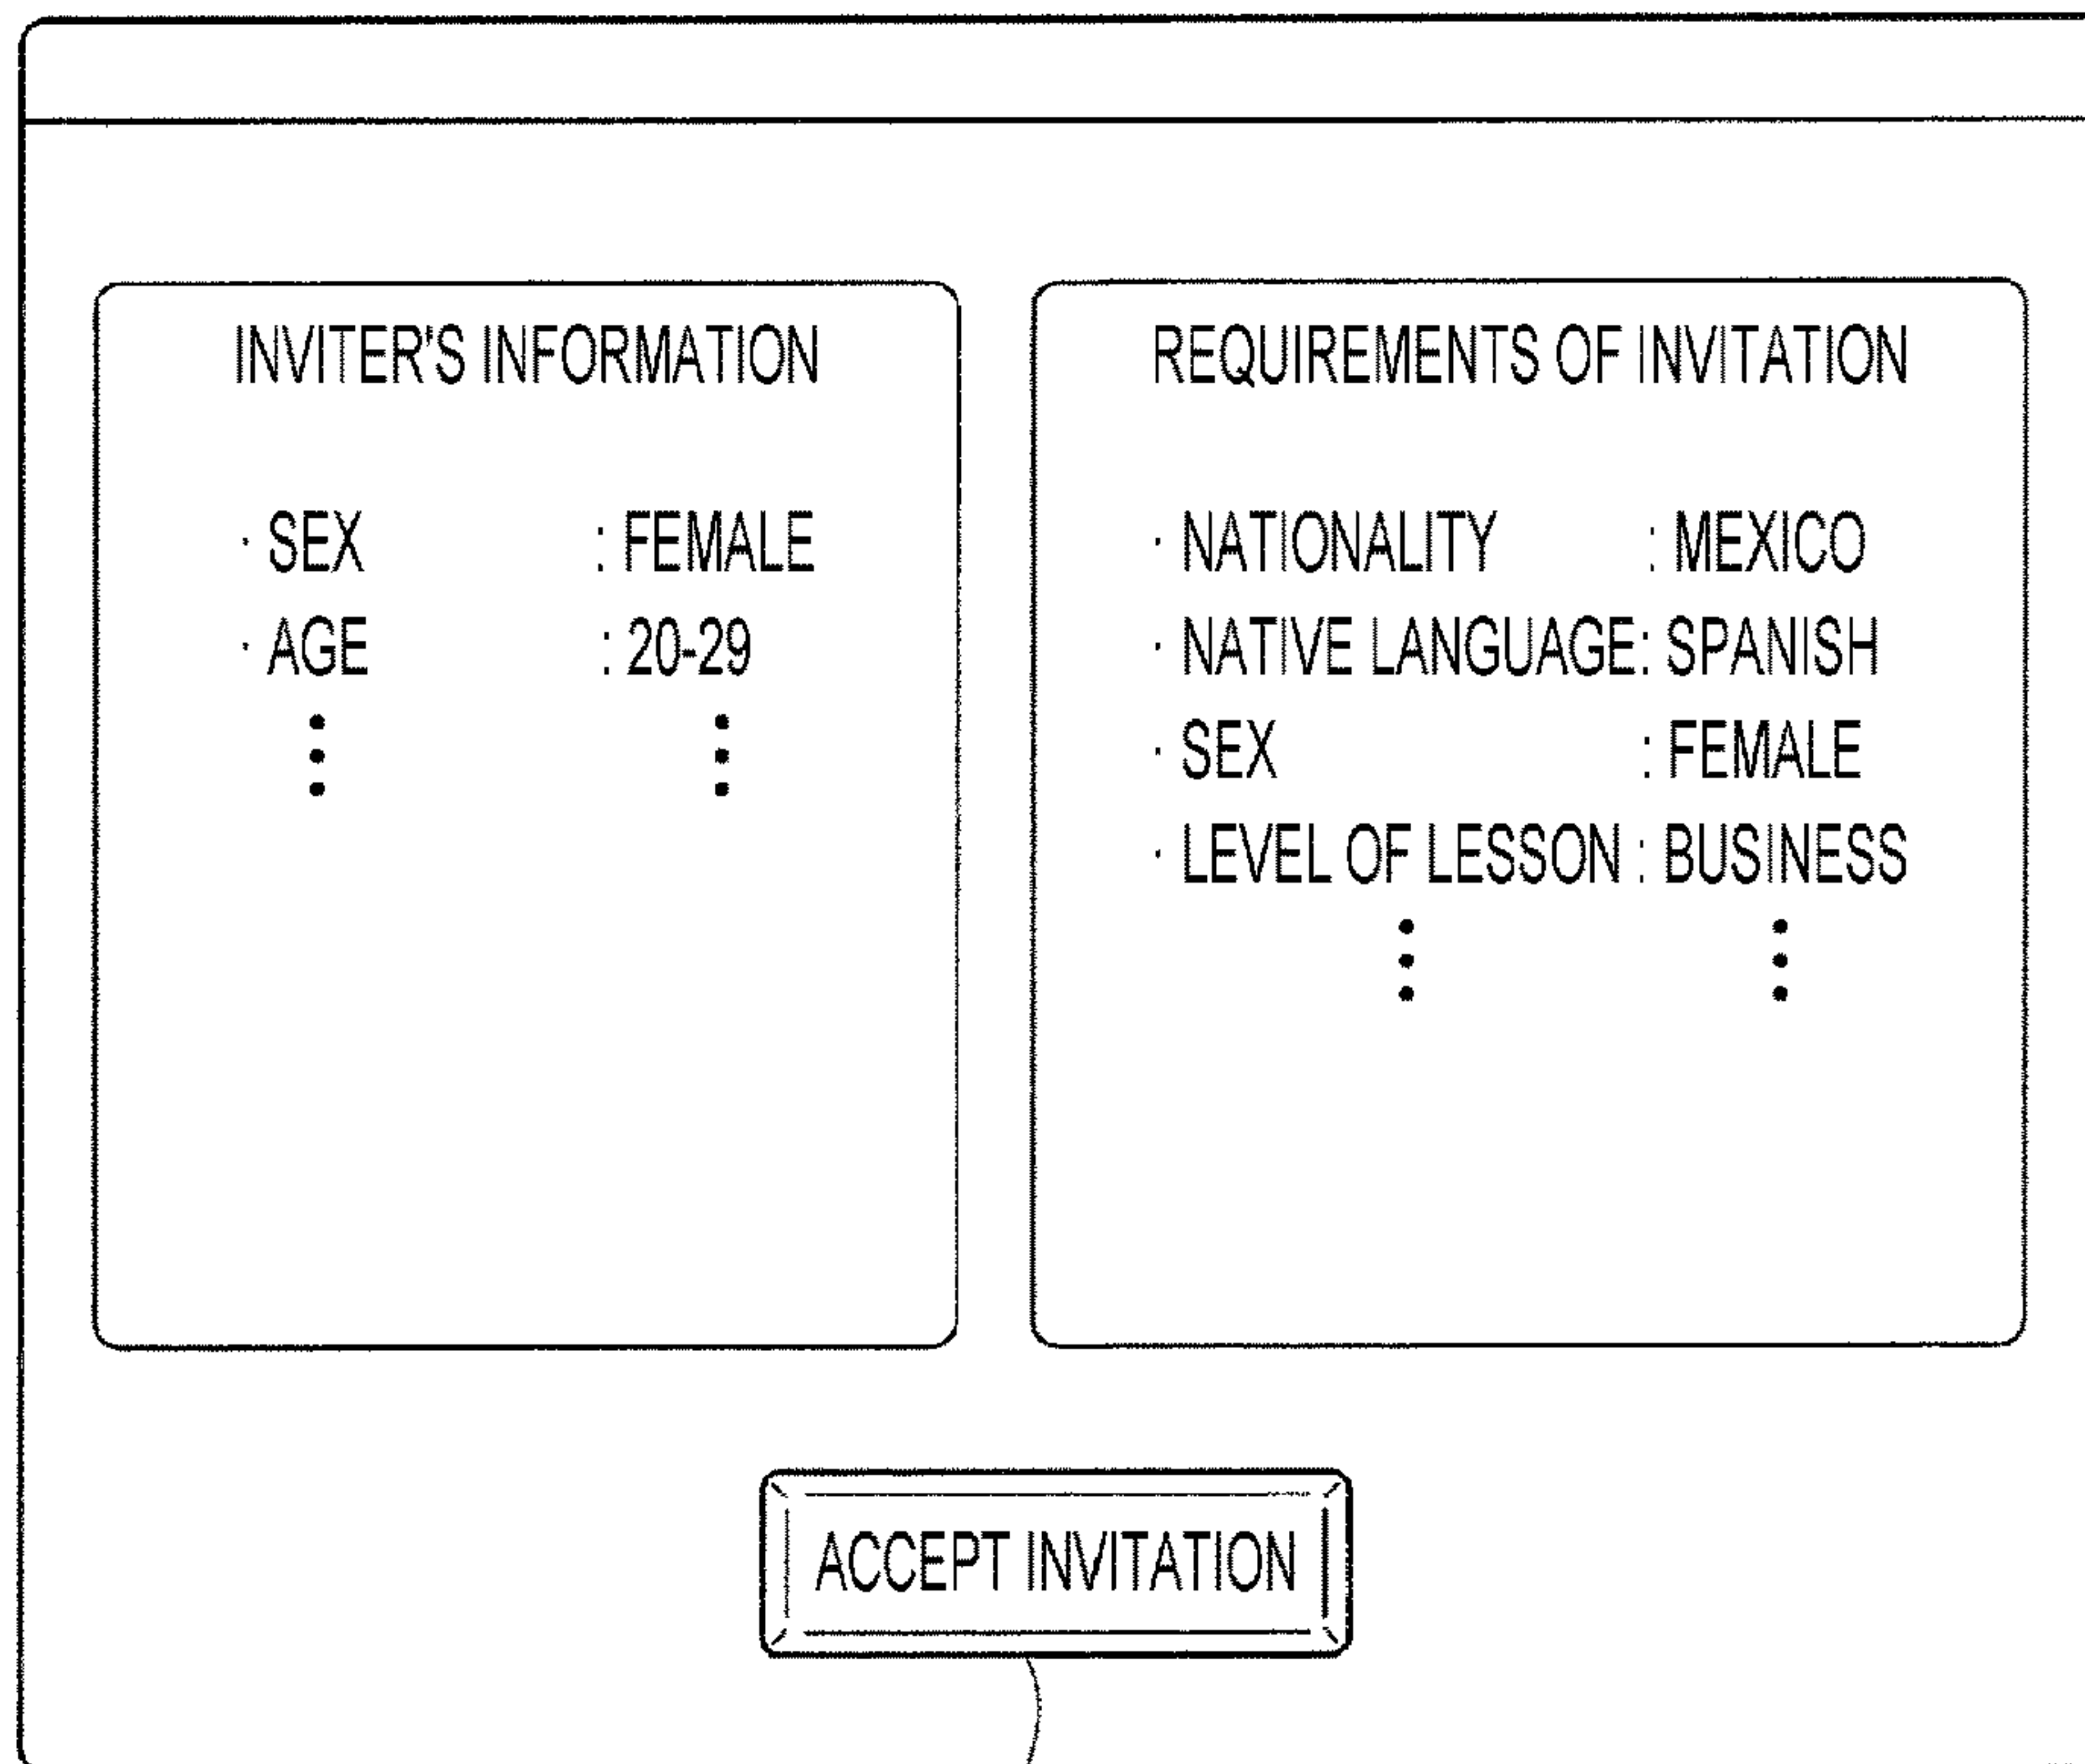 INVITER'S INFORMATION
· SEX : FEMALE
· AGE : 20-29
REQUIREMENTS OF INVITATION
· NATIONALITY : MEXICO
· NATIVE LANGUAGE: SPANISH
· SEX : FEMALE
· LEVEL OF LESSON : BUSINESS
ACCEPT INVITATION